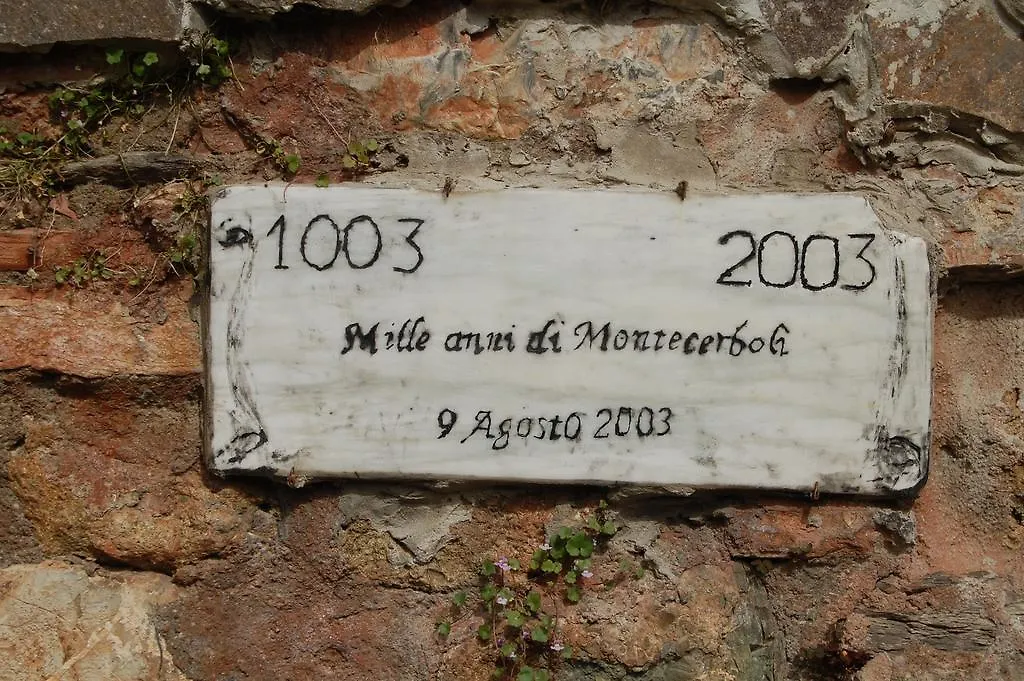 1003 2003
Mille anni di Montecerboli
9 Agosto 2003